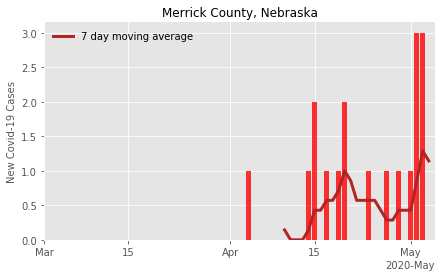 Merrick County, Nebraska
7 day moving average
New Covid-19 Cases
3.0
2.5
2.0
1.5
1.0
0.5
0.0
Mar
15
Apr
15
May
2020-May